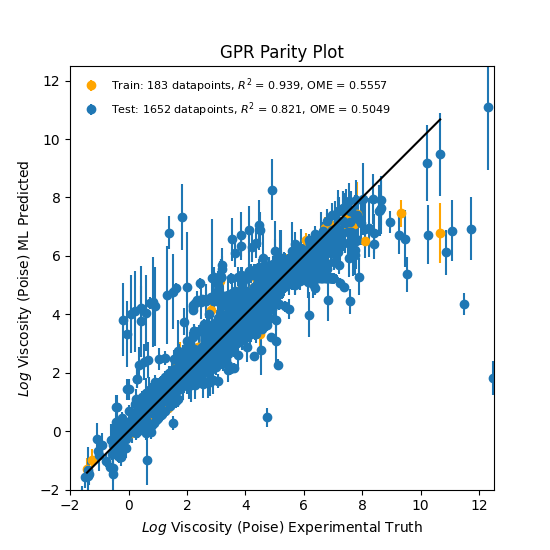 GPR Parity Plot
Train: 183 datapoints, R² = 0.939, OME = 0.5557
Test: 1652 datapoints, R² = 0.821, OME = 0.5049
Log Viscosity (Poise) ML Predicted
12
10
8
6
4
2
0
−2
−2 0 2 4 6 8 10 12
Log Viscosity (Poise) Experimental Truth